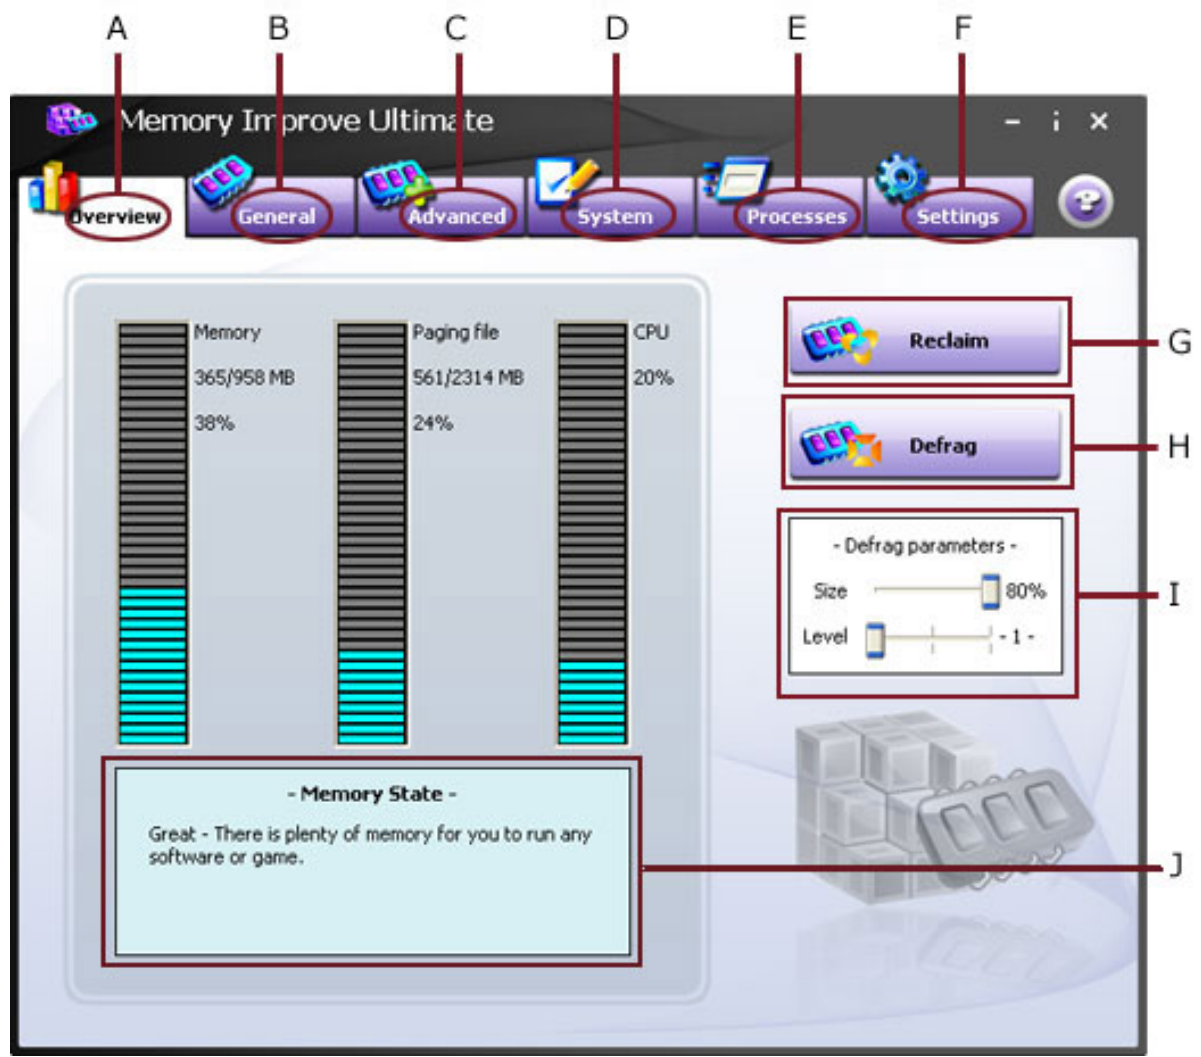 A B C D E F
Memory Improve Ultimate
Overview General Advanced System Processes Settings
Memory Paging file CPU
365/958 MB 561/2314 MB 20%
38% 24%
Reclaim G
Defrag H
- Defrag parameters -
Size 80% I
Level - 1 -
- Memory State -
Great - There is plenty of memory for you to run any
software or game.
J